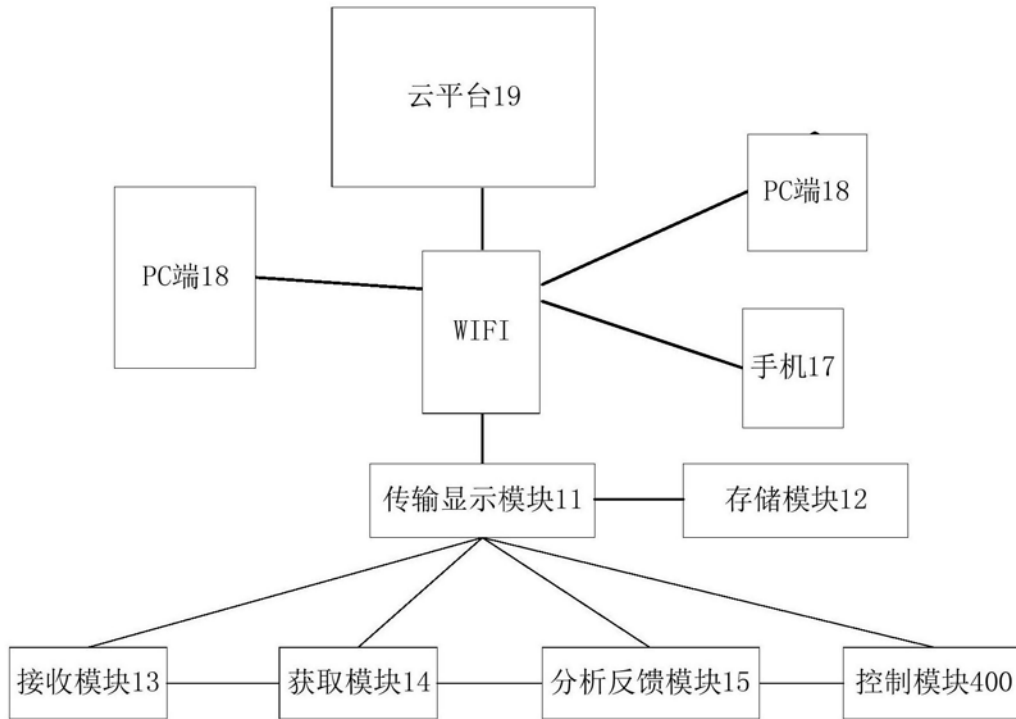 云平台19
PC端18
PC端18
WIFI
手机17
传输显示模块11
存储模块12
接收模块13
获取模块14
分析反馈模块15
控制模块400